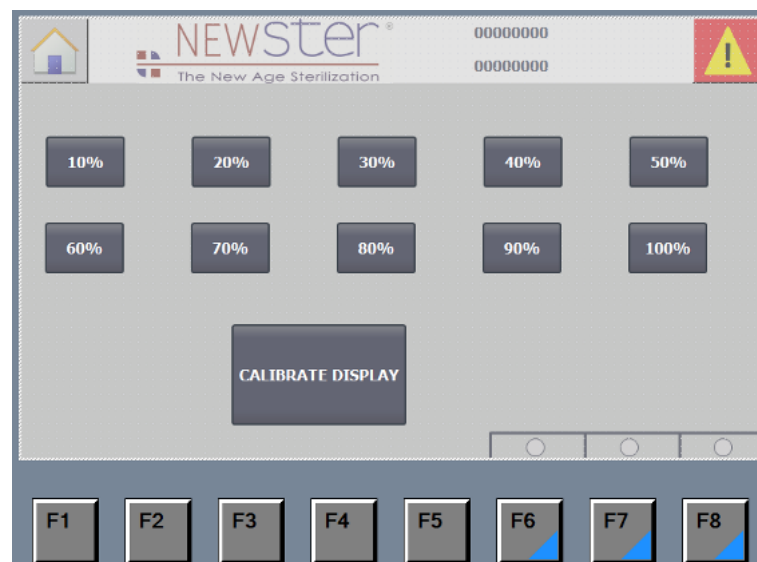 NEWSter®
00000000
The New Age Sterilization
00000000
10% 20% 30% 40% 50%
60% 70% 80% 90% 100%
CALIBRATE DISPLAY
F1 F2 F3 F4 F5 F6 F7 F8